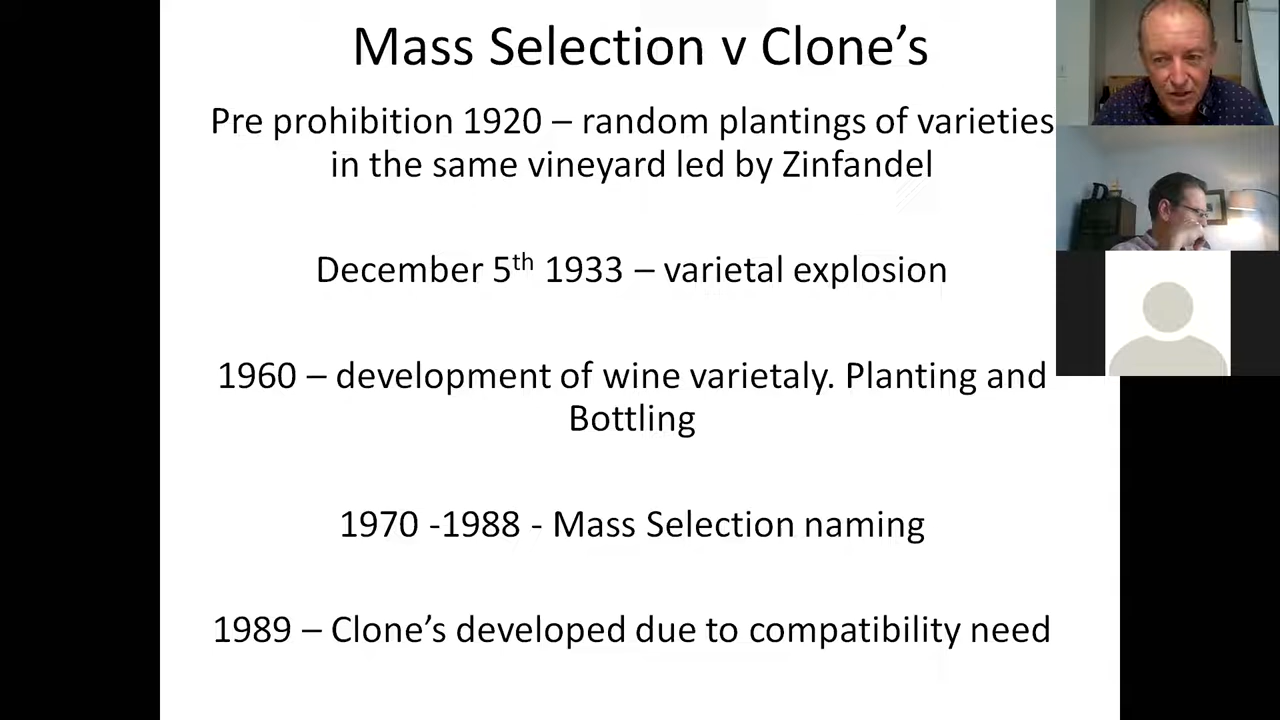 Mass Selection v Clone’s
Pre prohibition 1920 – random plantings of varieties
in the same vineyard led by Zinfandel
December 5th 1933 – varietal explosion
1960 – development of wine varietaly. Planting and
Bottling
1970 -1988 - Mass Selection naming
1989 – Clone’s developed due to compatibility need